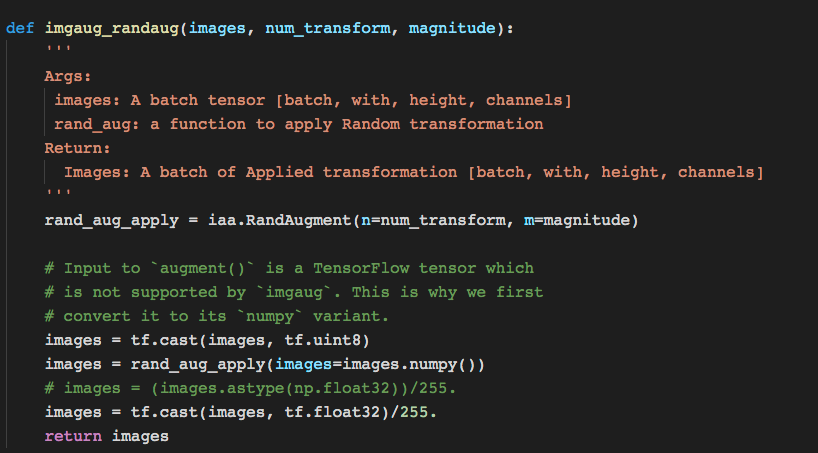 def imgaug_randaug(images, num_transform, magnitude):
'''
Args:
images: A batch tensor [batch, with, height, channels]
rand_aug: a function to apply Random transformation
Return:
Images: A batch of Applied transformation [batch, with, height, channels]
'''
rand_aug_apply = iaa.RandAugment(n=num_transform, m=magnitude)
# Input to `augment()` is a TensorFlow tensor which
# is not supported by `imgaug`. This is why we first
# convert it to its `numpy` variant.
images = tf.cast(images, tf.uint8)
images = rand_aug_apply(images=images.numpy())
# images = (images.astype(np.float32))/255.
images = tf.cast(images, tf.float32)/255.
return images